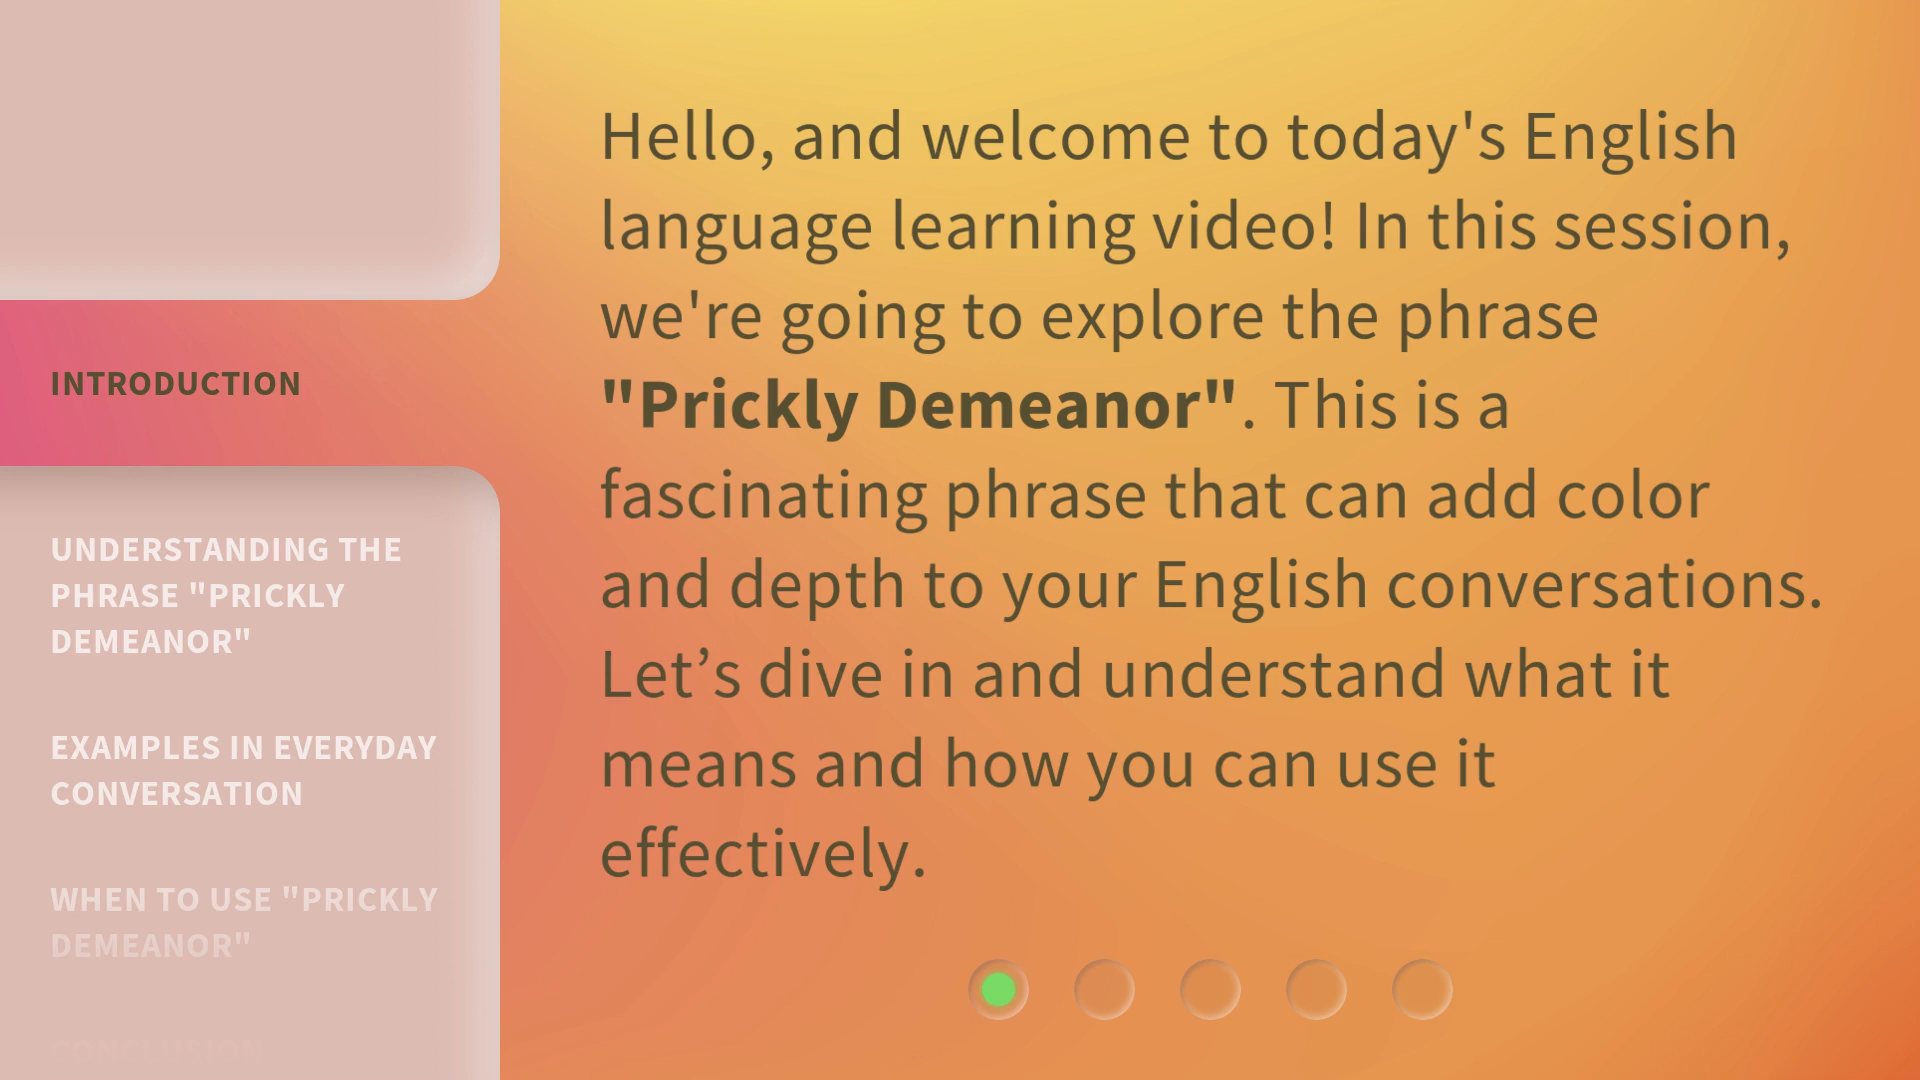 INTRODUCTION
UNDERSTANDING THE
PHRASE "PRICKLY
DEMEANOR"
EXAMPLES IN EVERYDAY
CONVERSATION
WHEN TO USE "PRICKLY
DEMEANOR"
CONCLUSION
Hello, and welcome to today's English
language learning video! In this session,
we're going to explore the phrase
"Prickly Demeanor". This is a
fascinating phrase that can add color
and depth to your English conversations.
Let’s dive in and understand what it
means and how you can use it
effectively.